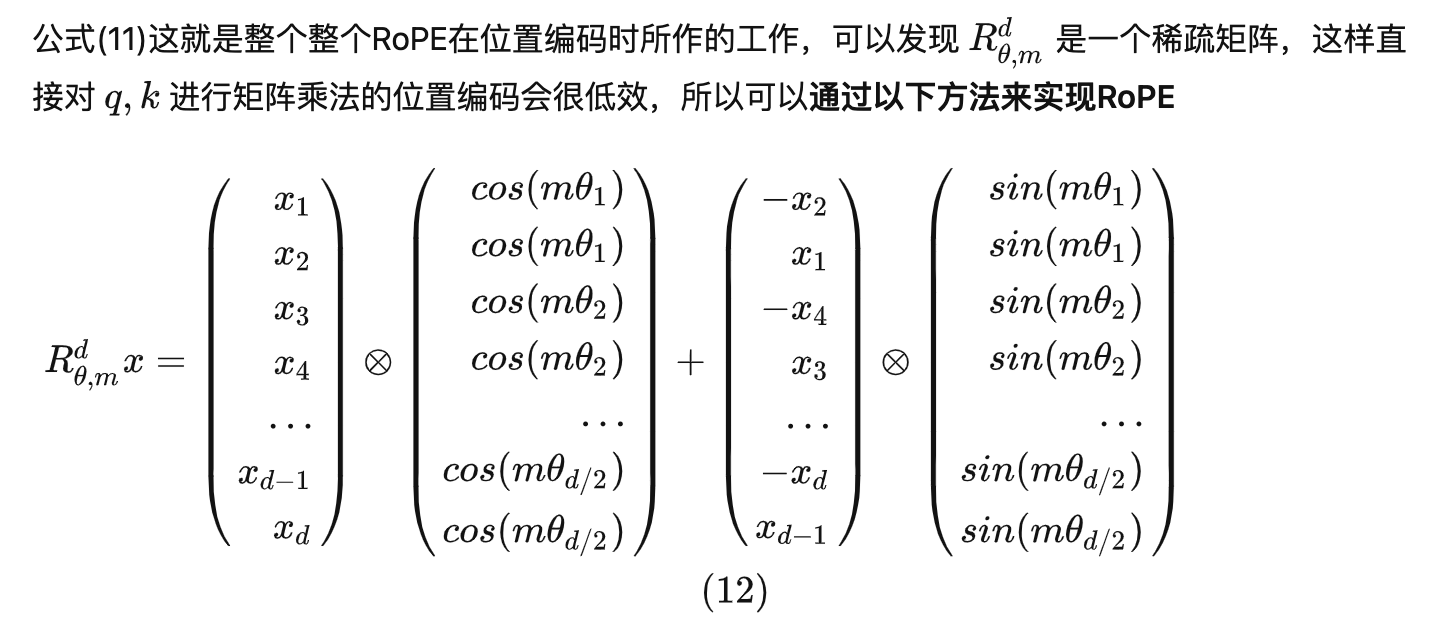 公式(11)这就是整个整个RoPE在位置编码时所作的工作，可以发现 $R^d_{\theta,m}$ 是一个稀疏矩阵，这样直
接对 $q, k$ 进行矩阵乘法的位置编码会很低效，所以可以通过以下方法来实现RoPE
$R^d_{\theta,m}x = \begin{pmatrix} x_1 \\ x_2 \\ x_3 \\ x_4 \\ \cdots \\ x_{d-1} \\ x_d \end{pmatrix} \otimes \begin{pmatrix} cos(m\theta_1) \\ cos(m\theta_1) \\ cos(m\theta_2) \\ cos(m\theta_2) \\ \cdots \\ cos(m\theta_{d/2}) \\ cos(m\theta_{d/2}) \end{pmatrix} + \begin{pmatrix} -x_2 \\ x_1 \\ -x_4 \\ x_3 \\ \cdots \\ -x_d \\ x_{d-1} \end{pmatrix} \otimes \begin{pmatrix} sin(m\theta_1) \\ sin(m\theta_1) \\ sin(m\theta_2) \\ sin(m\theta_2) \\ \cdots \\ sin(m\theta_{d/2}) \\ sin(m\theta_{d/2}) \end{pmatrix}$
(12)